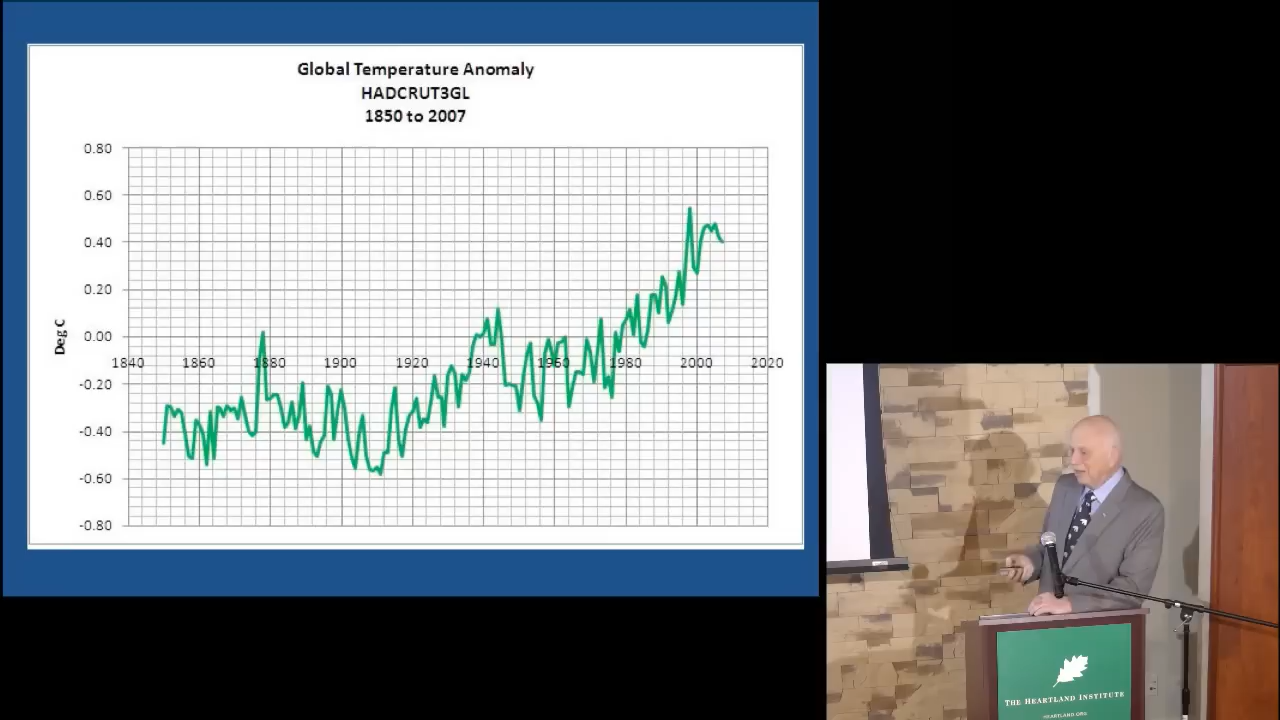 Global Temperature Anomaly
HADCRUT3GL
1850 to 2007
0.80
0.60
0.40
0.20
0.00
-0.20
-0.40
-0.60
-0.80
Deg C
1840 1860 1880 1900 1920 1940 1960 1980 2000 2020
THE HEARTLAND INSTITUTE
HEARTLAND.ORG